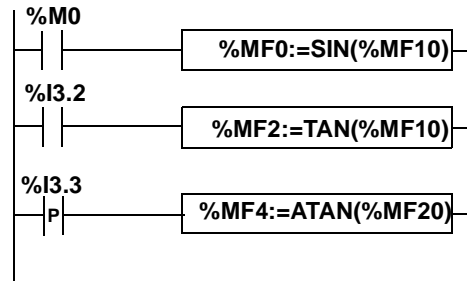 %M0
%MF0:=SIN(%MF10)
%I3.2
%MF2:=TAN(%MF10)
%I3.3
P
%MF4:=ATAN(%MF20)